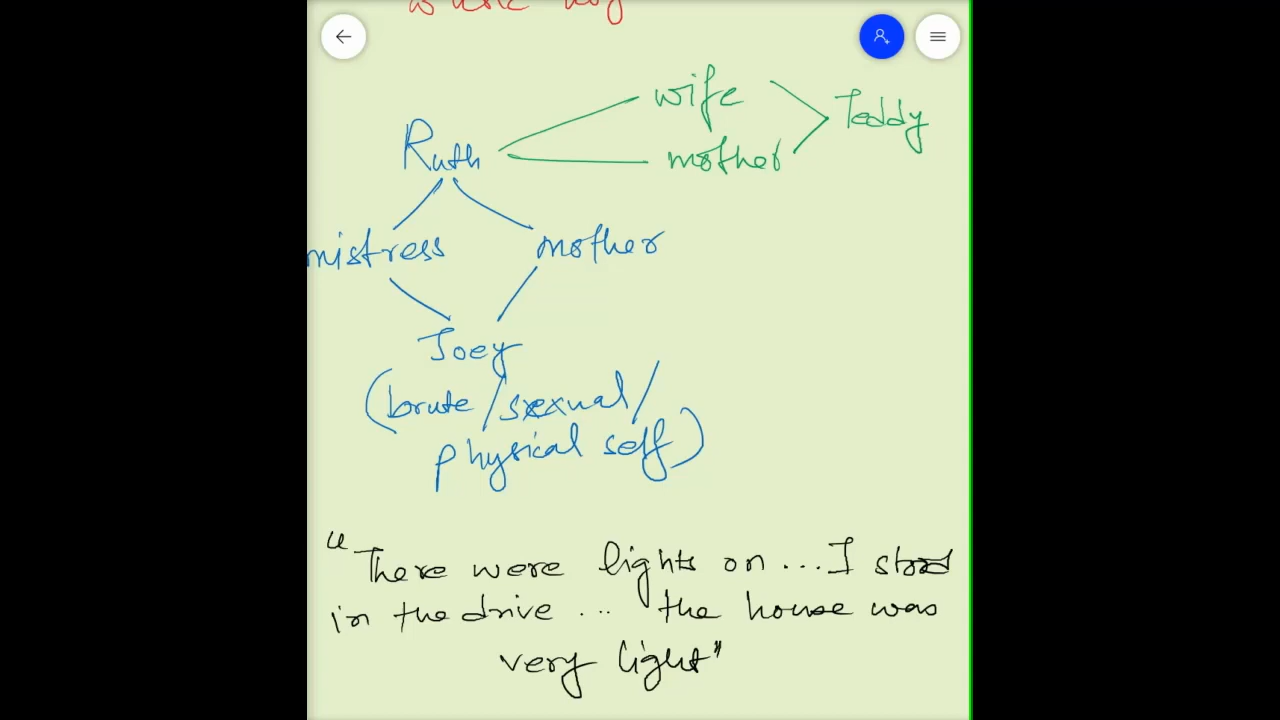 wife
Teddy
Ruth
mother
mistress
mother
Joey
(brute/sexual/
physical self)
"There were lights on ... I stood
in the drive ... the house was
very light"